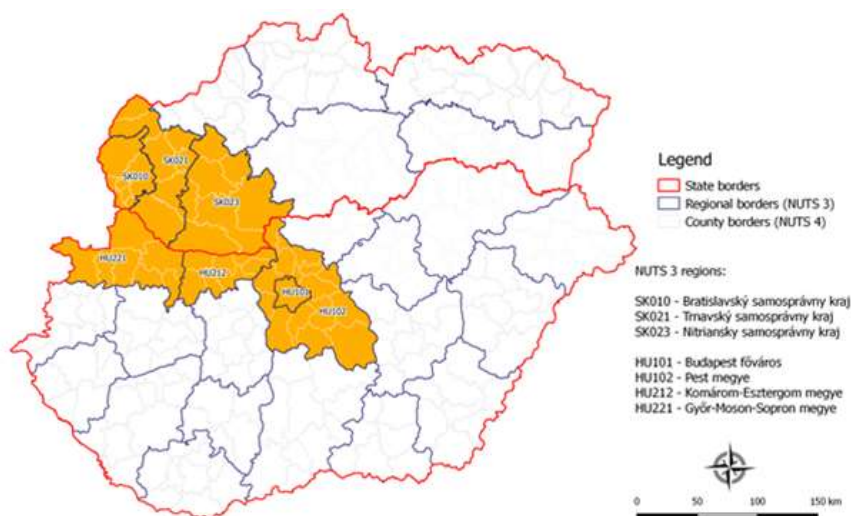 SK021
SK010
SK023
HU221
HU212
HU101
HU102
Legend
State borders
Regional borders (NUTS 3)
County borders (NUTS 4)
NUTS 3 regions:
SK010 - Bratislavský samosprávny kraj
SK021 - Trnavský samosprávny kraj
SK023 - Nitriansky samosprávny kraj
HU101 - Budapest főváros
HU102 - Pest megye
HU212 - Komárom-Esztergom megye
HU221 - Győr-Moson-Sopron megye
0 50 100 150 km